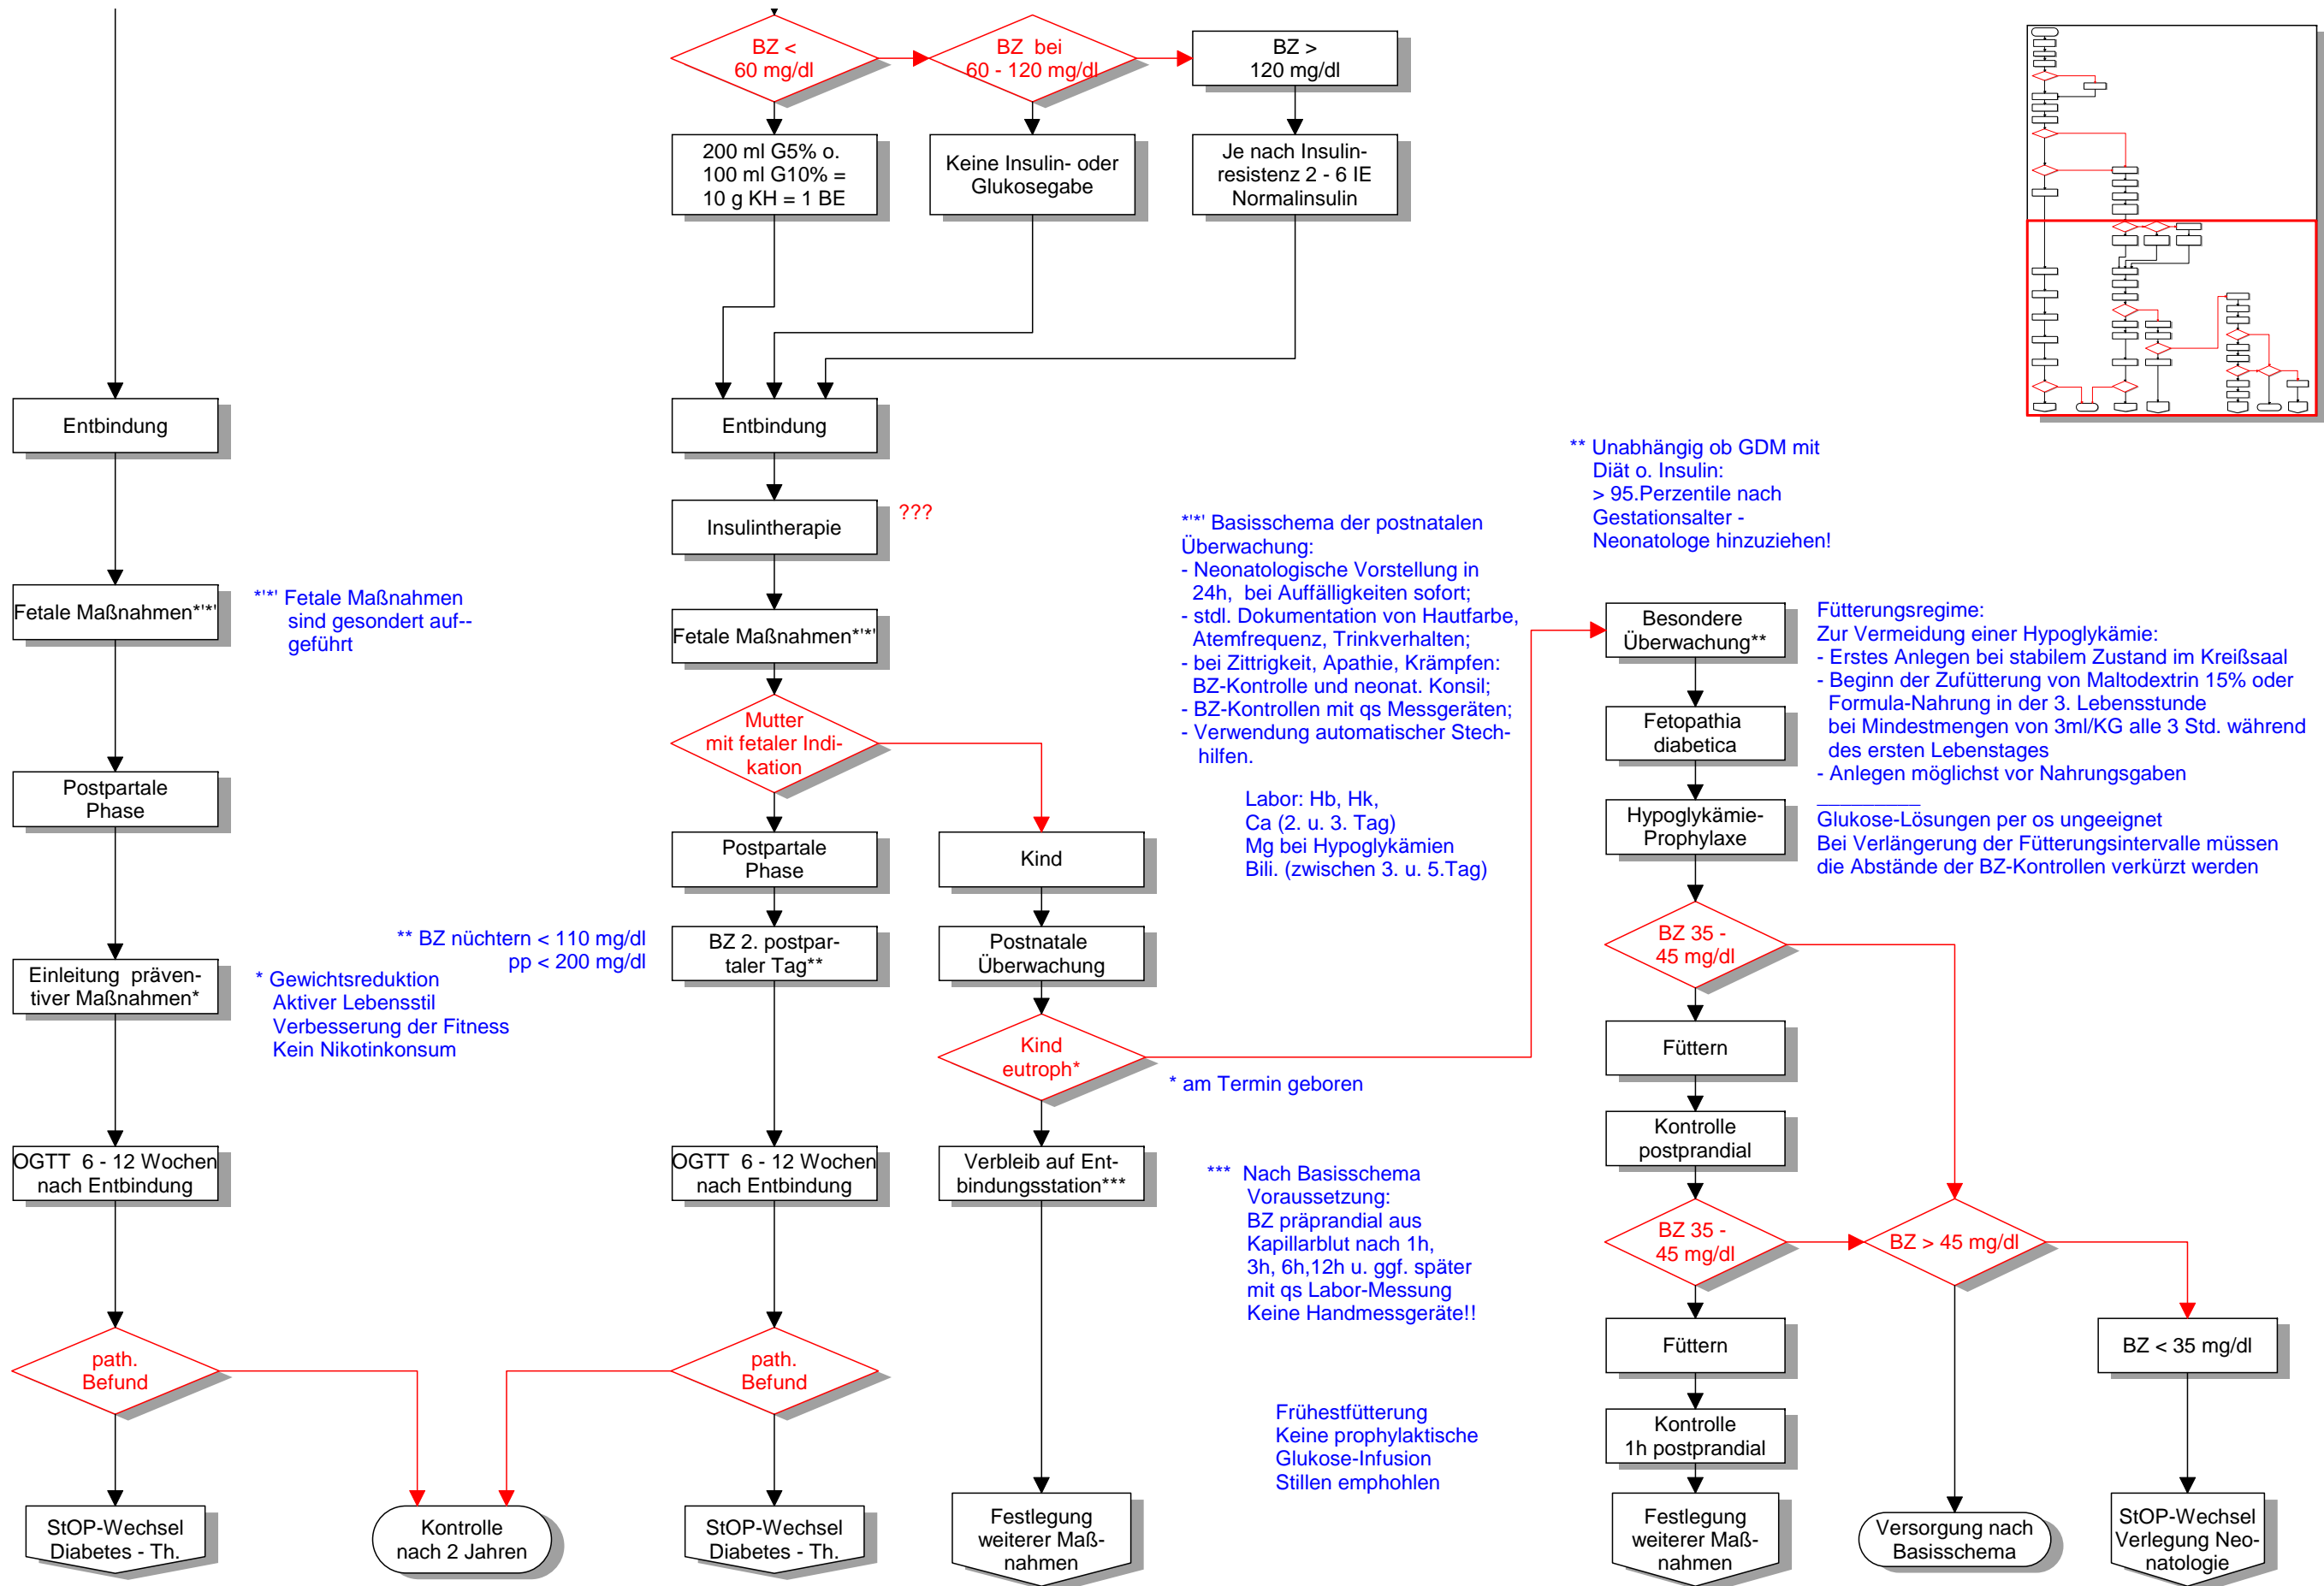 BZ <
60 mg/dl
BZ bei
60 - 120 mg/dl
BZ >
120 mg/dl
200 ml G5% o.
100 ml G10% =
10 g KH = 1 BE
Keine Insulin- oder
Glukosegabe
Je nach Insulin-
resistenz 2 - 6 IE
Normalinsulin
Entbindung
Fetale Maßnahmen*'*'
*'*' Fetale Maßnahmen
sind gesondert auf--
geführt
Postpartale
Phase
Einleitung präven-
tiver Maßnahmen*
* Gewichtsreduktion
Aktiver Lebensstil
Verbesserung der Fitness
Kein Nikotinkonsum
OGTT 6 - 12 Wochen
nach Entbindung
path.
Befund
StOP-Wechsel
Diabetes - Th.
Kontrolle
nach 2 Jahren
Entbindung
Insulintherapie
???
Fetale Maßnahmen*'*'
Mutter
mit fetaler Indi-
kation
Postpartale
Phase
** BZ nüchtern < 110 mg/dl
pp < 200 mg/dl
BZ 2. postpar-
taler Tag**
OGTT 6 - 12 Wochen
nach Entbindung
path.
Befund
StOP-Wechsel
Diabetes - Th.
Kind
Postnatale
Überwachung
Kind
eutroph*
* am Termin geboren
Verbleib auf Ent-
bindungsstation***
Festlegung
weiterer Maß-
nahmen
*'*' Basisschema der postnatalen
Überwachung:
- Neonatologische Vorstellung in
24h, bei Auffälligkeiten sofort;
- stdl. Dokumentation von Hautfarbe,
Atemfrequenz, Trinkverhalten;
- bei Zittrigkeit, Apathie, Krämpfen:
BZ-Kontrolle und neonat. Konsil;
- BZ-Kontrollen mit qs Messgeräten;
- Verwendung automatischer Stech-
hilfen.
Labor: Hb, Hk,
Ca (2. u. 3. Tag)
Mg bei Hypoglykämien
Bili. (zwischen 3. u. 5.Tag)
*** Nach Basisschema
Voraussetzung:
BZ präprandial aus
Kapillarblut nach 1h,
3h, 6h,12h u. ggf. später
mit qs Labor-Messung
Keine Handmessgeräte!!
Frühestfütterung
Keine prophylaktische
Glukose-Infusion
Stillen emphohlen
** Unabhängig ob GDM mit
Diät o. Insulin:
> 95.Perzentile nach
Gestationsalter -
Neonatologe hinzuziehen!
Besondere
Überwachung**
Fetopathia
diabetica
Hypoglykämie-
Prophylaxe
Fütterungsregime:
Zur Vermeidung einer Hypoglykämie:
- Erstes Anlegen bei stabilem Zustand im Kreißsaal
- Beginn der Zufütterung von Maltodextrin 15% oder
Formula-Nahrung in der 3. Lebensstunde
bei Mindestmengen von 3ml/KG alle 3 Std. während
des ersten Lebenstages
- Anlegen möglichst vor Nahrungsgaben
_________
Glukose-Lösungen per os ungeeignet
Bei Verlängerung der Fütterungsintervalle müssen
die Abstände der BZ-Kontrollen verkürzt werden
BZ 35 -
45 mg/dl
Füttern
Kontrolle
postprandial
BZ 35 -
45 mg/dl
BZ > 45 mg/dl
Füttern
BZ < 35 mg/dl
Kontrolle
1h postprandial
Festlegung
weiterer Maß-
nahmen
Versorgung nach
Basisschema
StOP-Wechsel
Verlegung Neo-
natologie